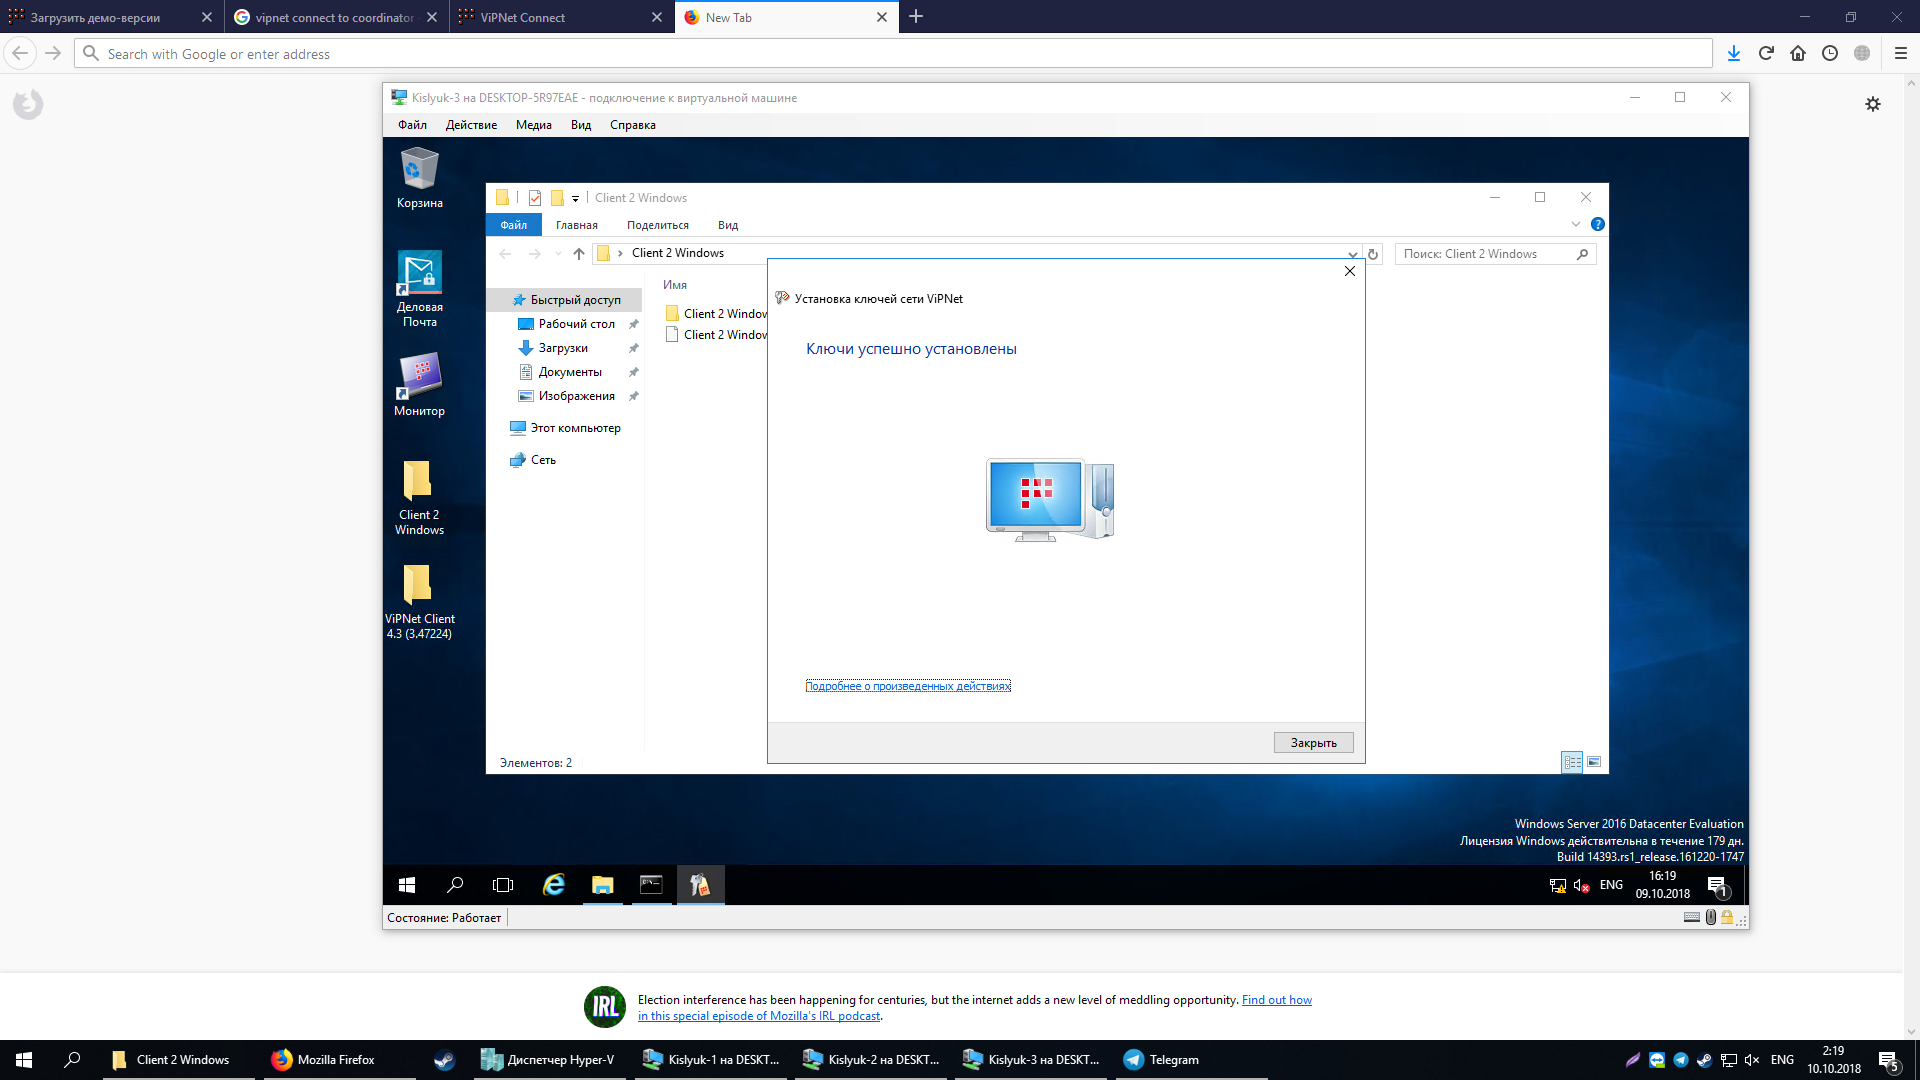 Загрузить демо-версии
vipnet connect to coordinator
ViPNet Connect
New Tab
Search with Google or enter address
Kislyuk-3 на DESKTOP-5R97EAE - подключение к виртуальной машине
Файл Действие Медиа Вид Справка
Корзина
Деловая
Почта
Монитор
Client 2
Windows
ViPNet Client
4.3 (3.47224)
Client 2 Windows
Файл Главная Поделиться Вид
Client 2 Windows
Поиск: Client 2 Windows
Имя
Быстрый доступ
Рабочий стол
Загрузки
Документы
Изображения
Этот компьютер
Сеть
Client 2 Window
Client 2 Window
Элементов: 2
Установка ключей сети ViPNet
Ключи успешно установлены
Подробнее о произведенных действиях
Закрыть
Windows Server 2016 Datacenter Evaluation
Лицензия Windows действительна в течение 179 дн.
Build 14393.rs1_release.161220-1747
ENG
16:19
09.10.2018
1
Состояние: Работает
IRL
Election interference has been happening for centuries, but the internet adds a new level of meddling opportunity. Find out how
in this special episode of Mozilla's IRL podcast.
Client 2 Windows
Mozilla Firefox
Диспетчер Hyper-V
Kislyuk-1 на DESKT...
Kislyuk-2 на DESKT...
Kislyuk-3 на DESKT...
Telegram
ENG
2:19
10.10.2018
5